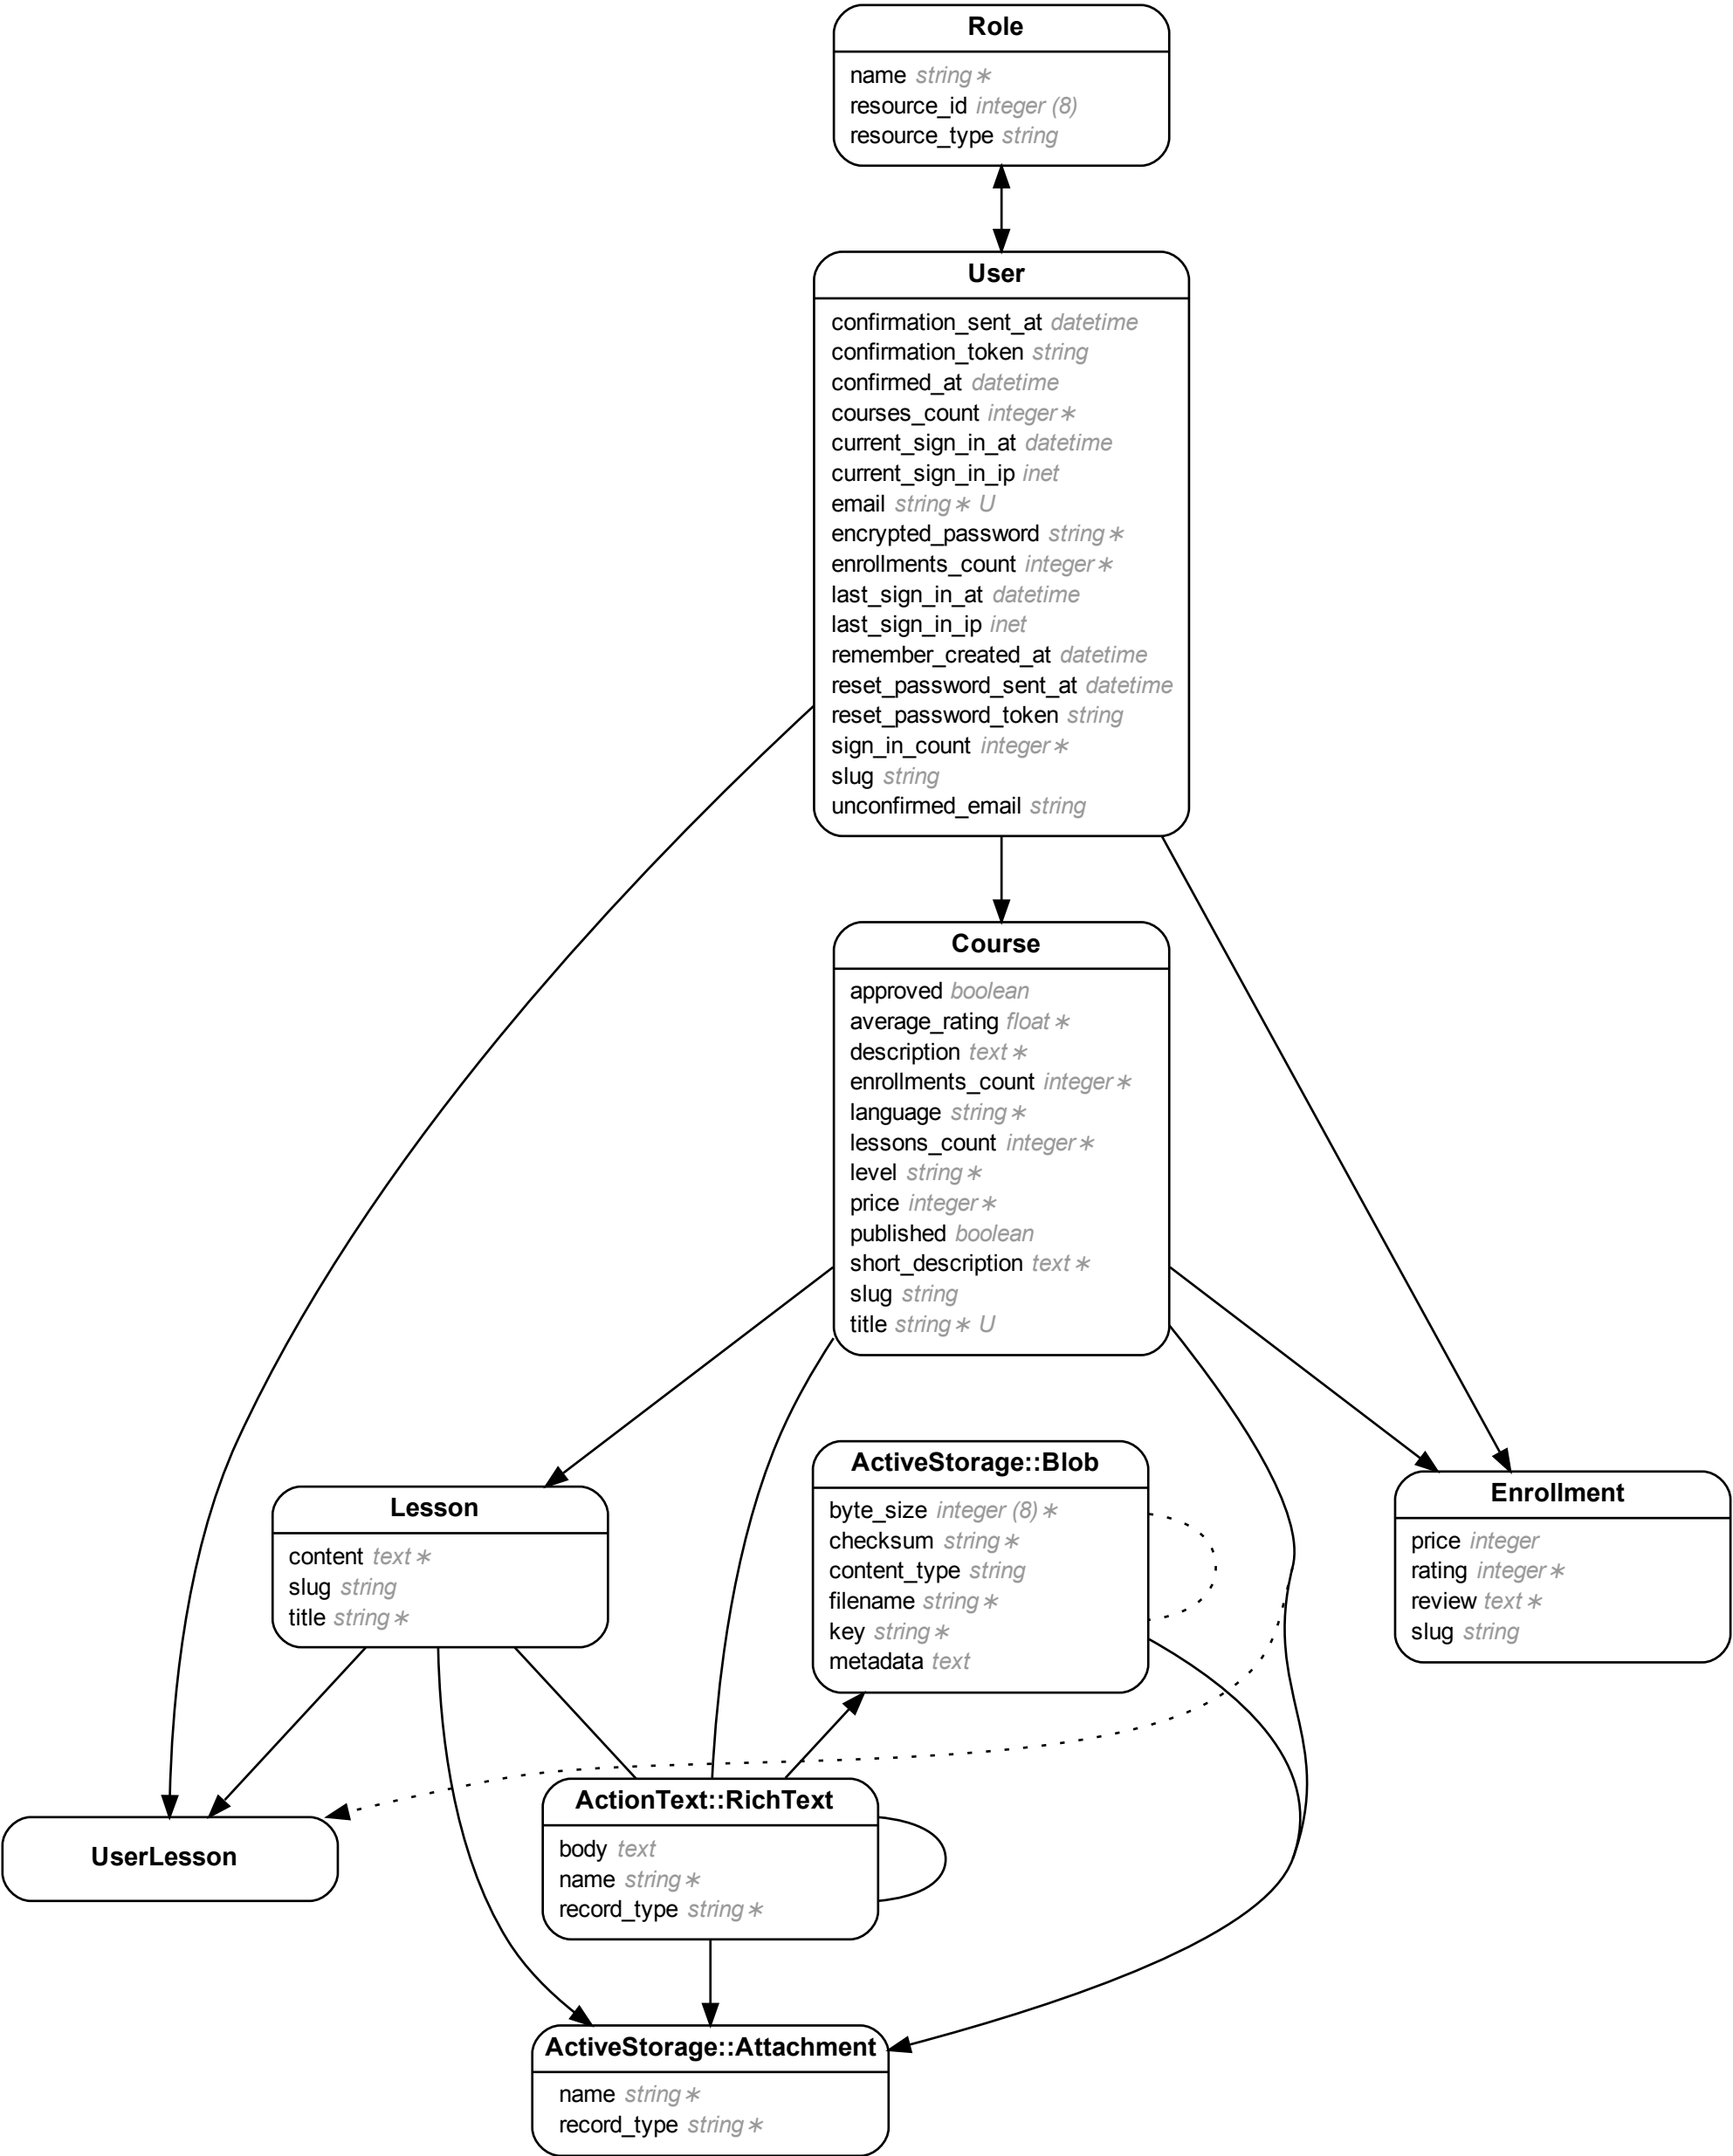 Role
name string∗
resource_id integer (8)
resource_type string
User
confirmation_sent_at datetime
confirmation_token string
confirmed_at datetime
courses_count integer∗
current_sign_in_at datetime
current_sign_in_ip inet
email string∗ U
encrypted_password string∗
enrollments_count integer∗
last_sign_in_at datetime
last_sign_in_ip inet
remember_created_at datetime
reset_password_sent_at datetime
reset_password_token string
sign_in_count integer∗
slug string
unconfirmed_email string
Course
approved boolean
average_rating float∗
description text∗
enrollments_count integer∗
language string∗
lessons_count integer∗
level string∗
price integer∗
published boolean
short_description text∗
slug string
title string∗ U
Lesson
content text∗
slug string
title string∗
ActiveStorage::Blob
byte_size integer (8)∗
checksum string∗
content_type string
filename string∗
key string∗
metadata text
Enrollment
price integer
rating integer∗
review text∗
slug string
UserLesson
ActionText::RichText
body text
name string∗
record_type string∗
ActiveStorage::Attachment
name string∗
record_type string∗